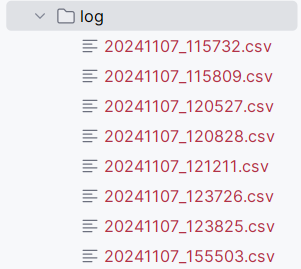 log
20241107_115732.csv
20241107_115809.csv
20241107_120527.csv
20241107_120828.csv
20241107_121211.csv
20241107_123726.csv
20241107_123825.csv
20241107_155503.csv